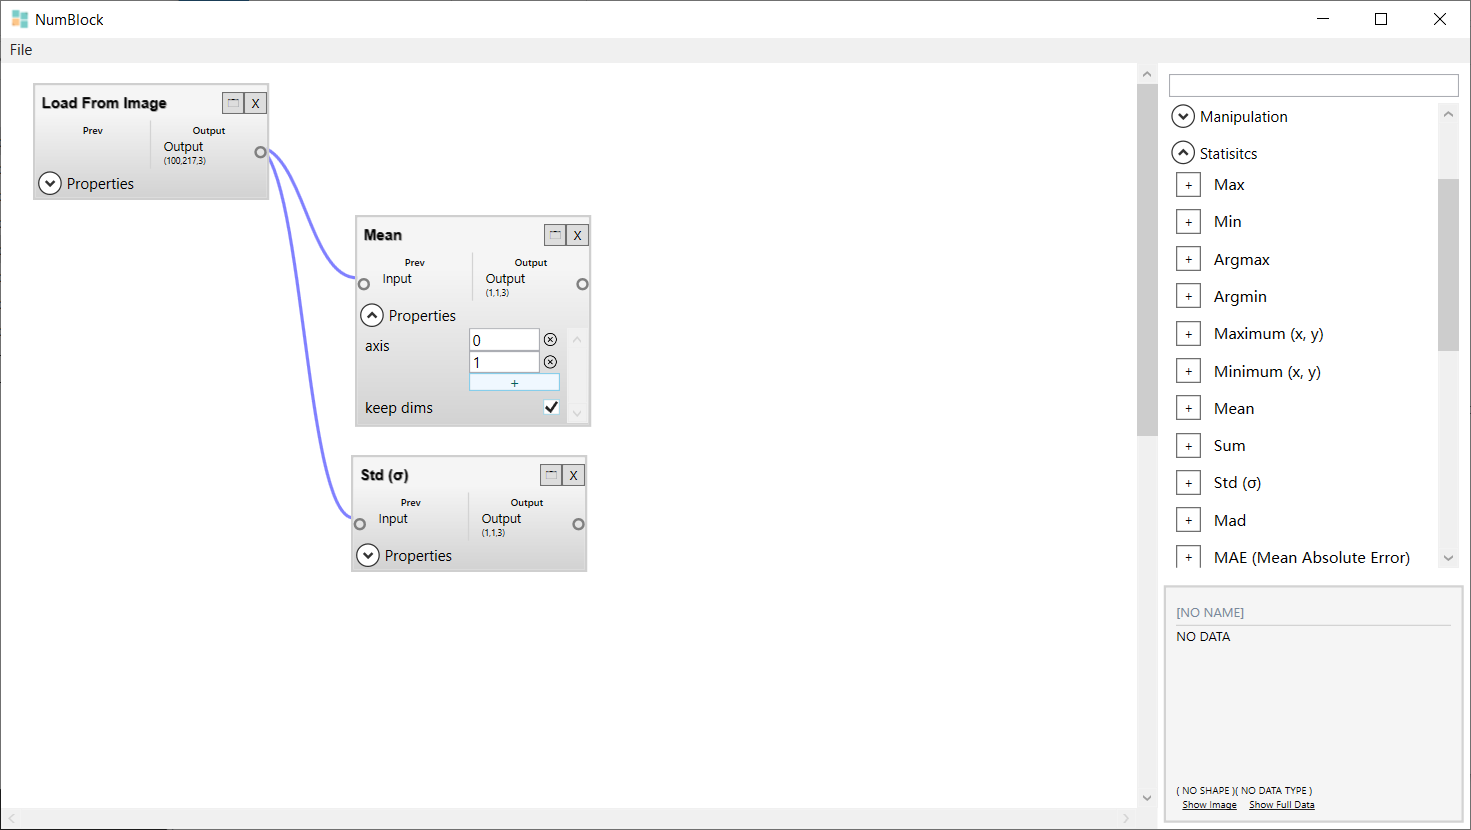 NumBlock
File
Load From Image
X
Prev
Output
Output
(100,217,3)
Properties
Mean
X
Prev
Output
Input
Output
(1,1,3)
Properties
axis
0
1
+
keep dims
Std (σ)
X
Prev
Output
Input
Output
(1,1,3)
Properties
Manipulation
Statisitcs
+ Max
+ Min
+ Argmax
+ Argmin
+ Maximum (x, y)
+ Minimum (x, y)
+ Mean
+ Sum
+ Std (σ)
+ Mad
+ MAE (Mean Absolute Error)
[NO NAME]
NO DATA
( NO SHAPE )( NO DATA TYPE )
Show Image Show Full Data